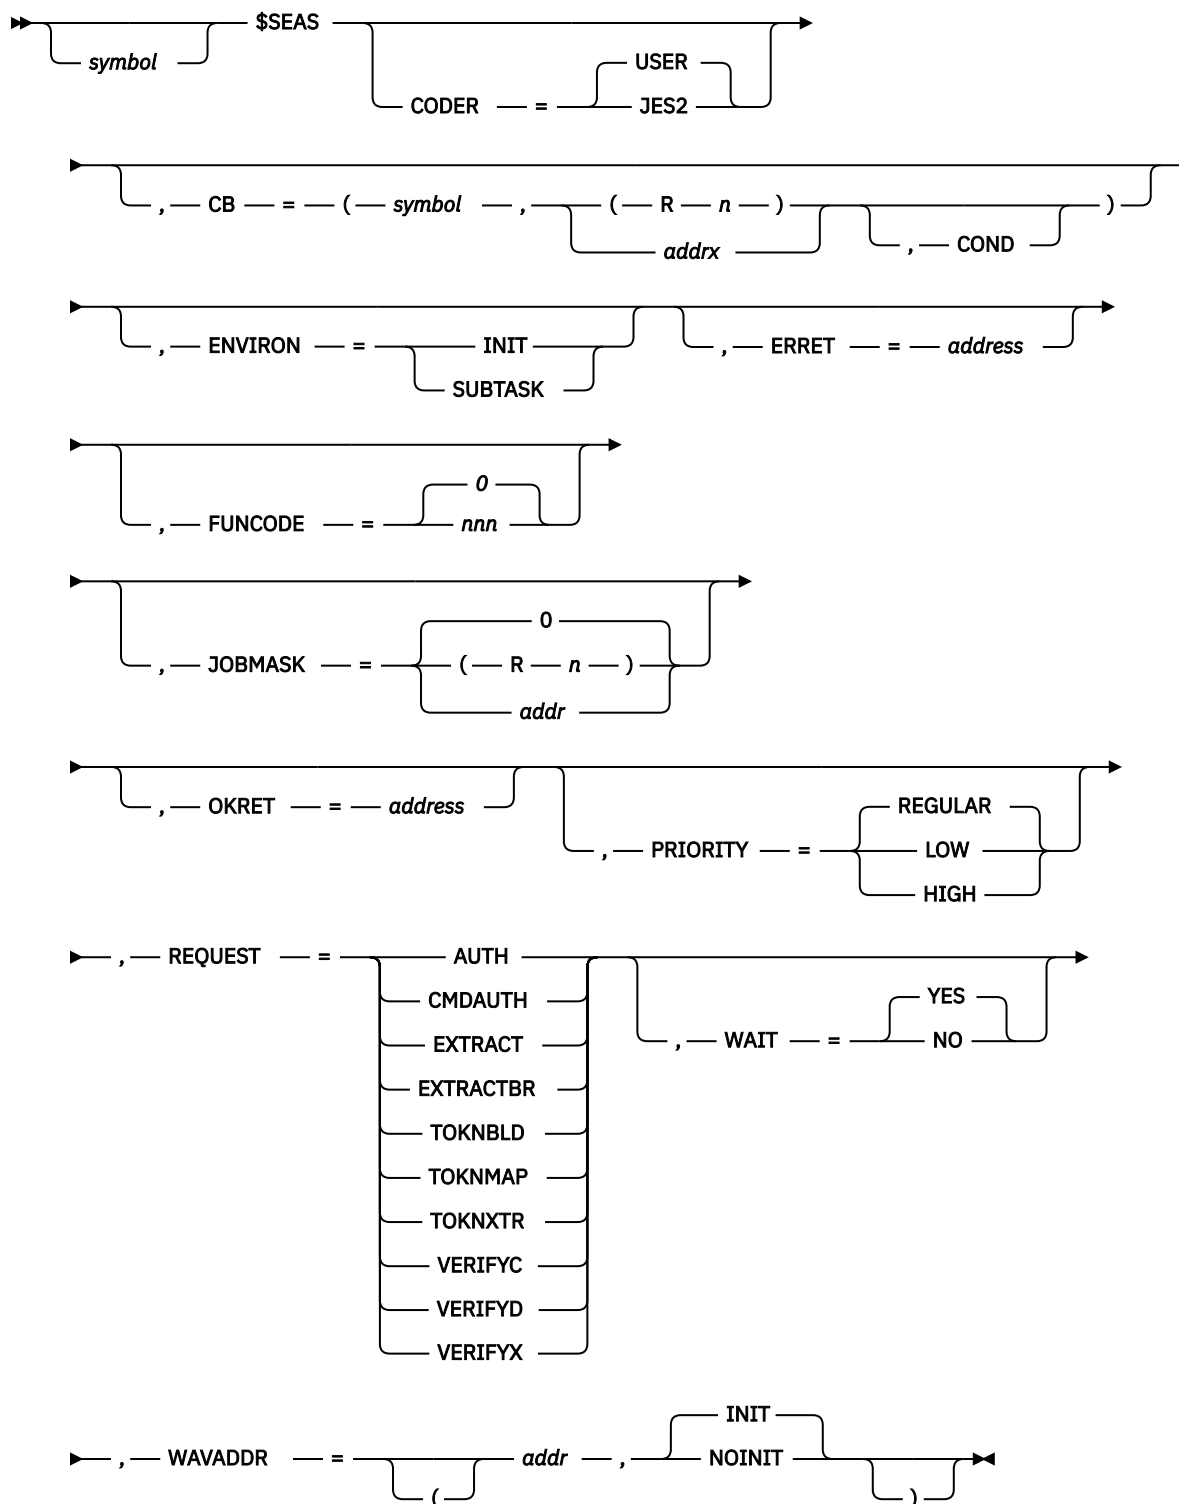 $SEAS
symbol
USER
CODER = JES2
, CB = ( symbol , ( R n ) )
addrx
, COND
, ENVIRON = INIT
SUBTASK
, ERRET = address
0
, FUNCODE = nnn
0
, JOBMASK = ( R n )
addr
, OKRET = address
REGULAR
, PRIORITY = LOW
HIGH
, REQUEST = AUTH
CMDAUTH
EXTRACT
EXTRACTBR
TOKNBLD
TOKNMAP
TOKNXTR
VERIFYC
VERIFYD
VERIFYX
YES
, WAIT = NO
INIT
, WAVADDR = addr , NOINIT
( )